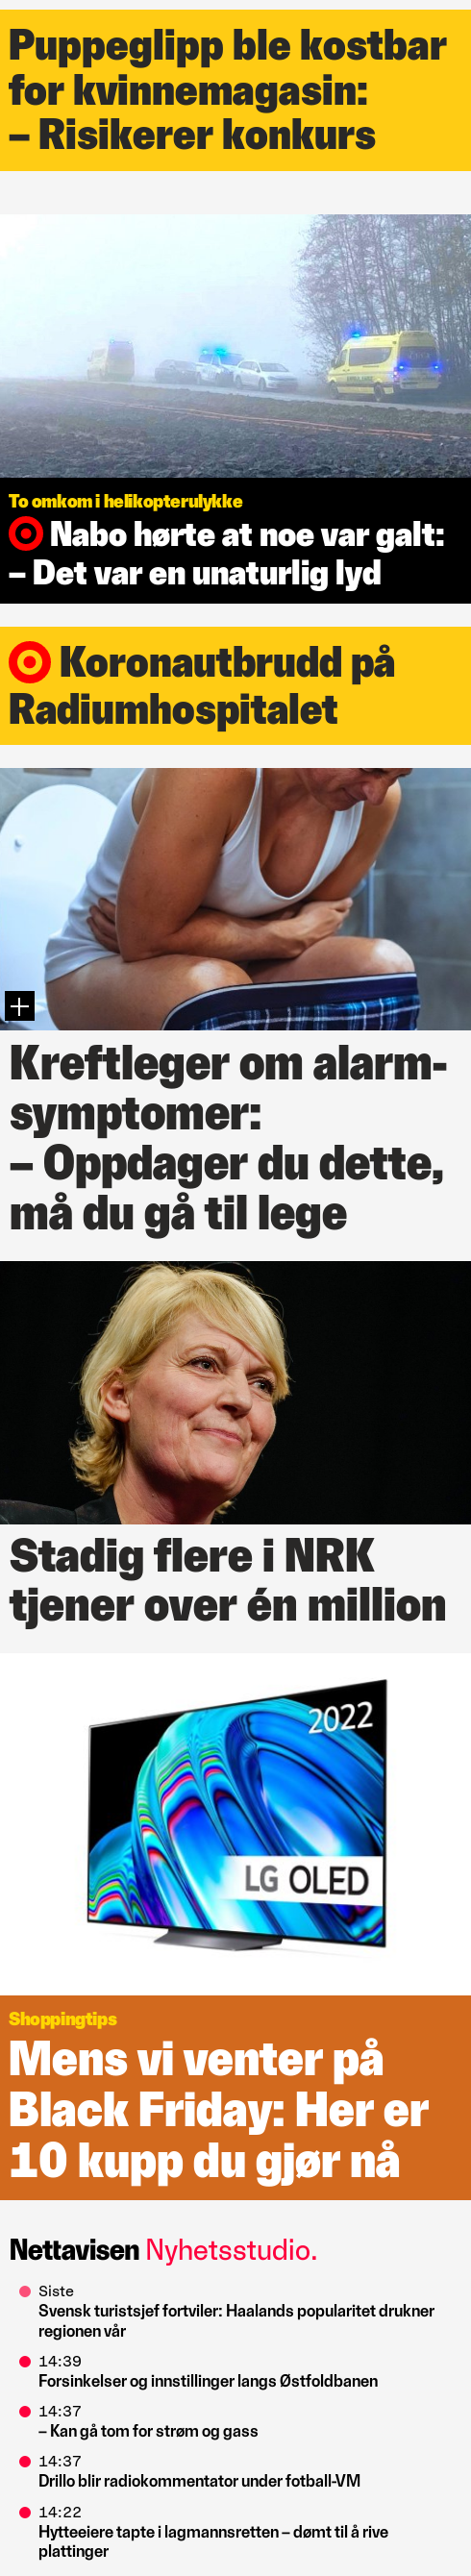 Puppeglipp ble kostbar
for kvinnemagasin:
– Risikerer konkurs
AMBULANSE
To omkom i helikopterulykke
Nabo hørte at noe var galt:
– Det var en unaturlig lyd
Koronautbrudd på
Radiumhospitalet
Kreftleger om alarm-
symptomer:
– Oppdager du dette,
må du gå til lege
Stadig flere i NRK
tjener over én million
2022
LG OLED
Shoppingtips
Mens vi venter på
Black Friday: Her er
10 kupp du gjør nå
Nettavisen Nyhetsstudio.
Siste
Svensk turistsjef fortviler: Haalands popularitet drukner
regionen vår
14:39
Forsinkelser og innstillinger langs Østfoldbanen
14:37
– Kan gå tom for strøm og gass
14:37
Drillo blir radiokommentator under fotball-VM
14:22
Hytteeiere tapte i lagmannsretten – dømt til å rive
plattinger